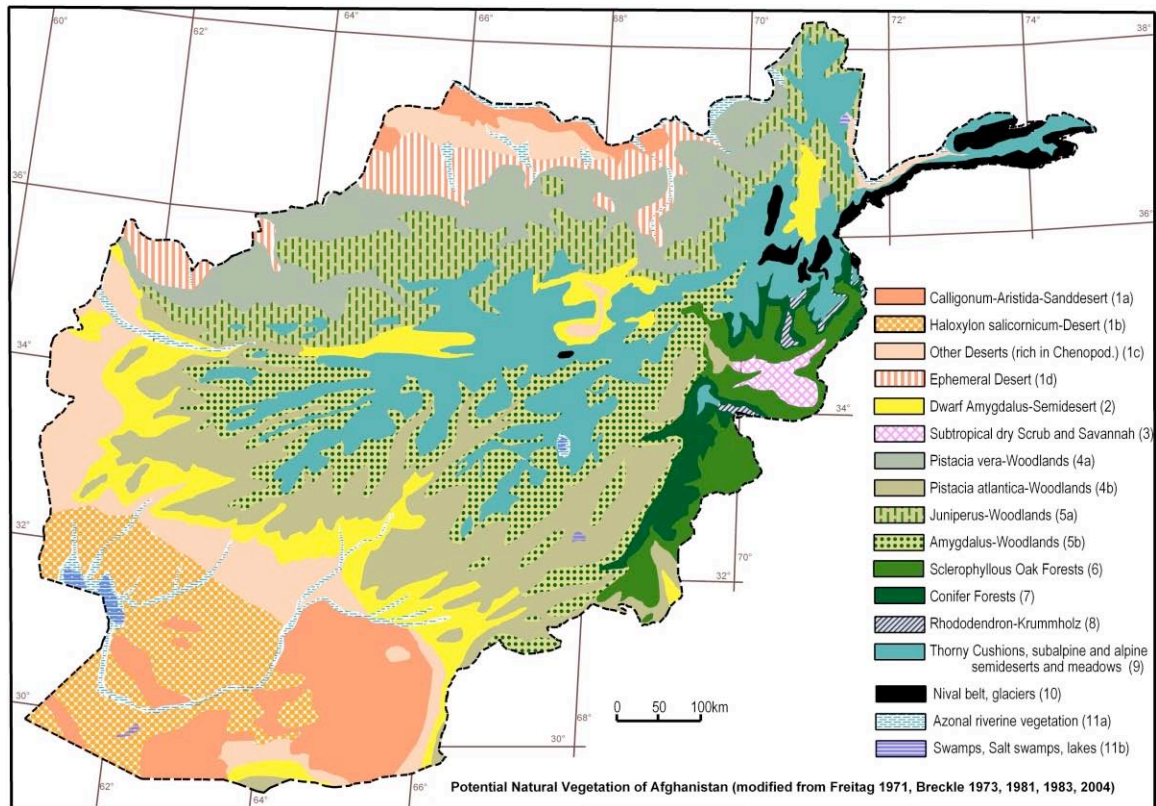 60°
62°
64°
66°
68°
70°
72°
74°
38°
36°
36°
34°
34°
32°
32°
70°
30°
30°
68°
62°
64°
66°
0 50 100km
Calligonum-Aristida-Sanddesert (1a)
Haloxylon salicornicum-Desert (1b)
Other Deserts (rich in Chenopod.) (1c)
Ephemeral Desert (1d)
Dwarf Amygdalus-Semidesert (2)
Subtropical dry Scrub and Savannah (3)
Pistacia vera-Woodlands (4a)
Pistacia atlantica-Woodlands (4b)
Juniperus-Woodlands (5a)
Amygdalus-Woodlands (5b)
Sclerophyllous Oak Forests (6)
Conifer Forests (7)
Rhododendron-Krummholz (8)
Thorny Cushions, subalpine and alpine
semideserts and meadows (9)
Nival belt, glaciers (10)
Azonal riverine vegetation (11a)
Swamps, Salt swamps, lakes (11b)
Potential Natural Vegetation of Afghanistan (modified from Freitag 1971, Breckle 1973, 1981, 1983, 2004)